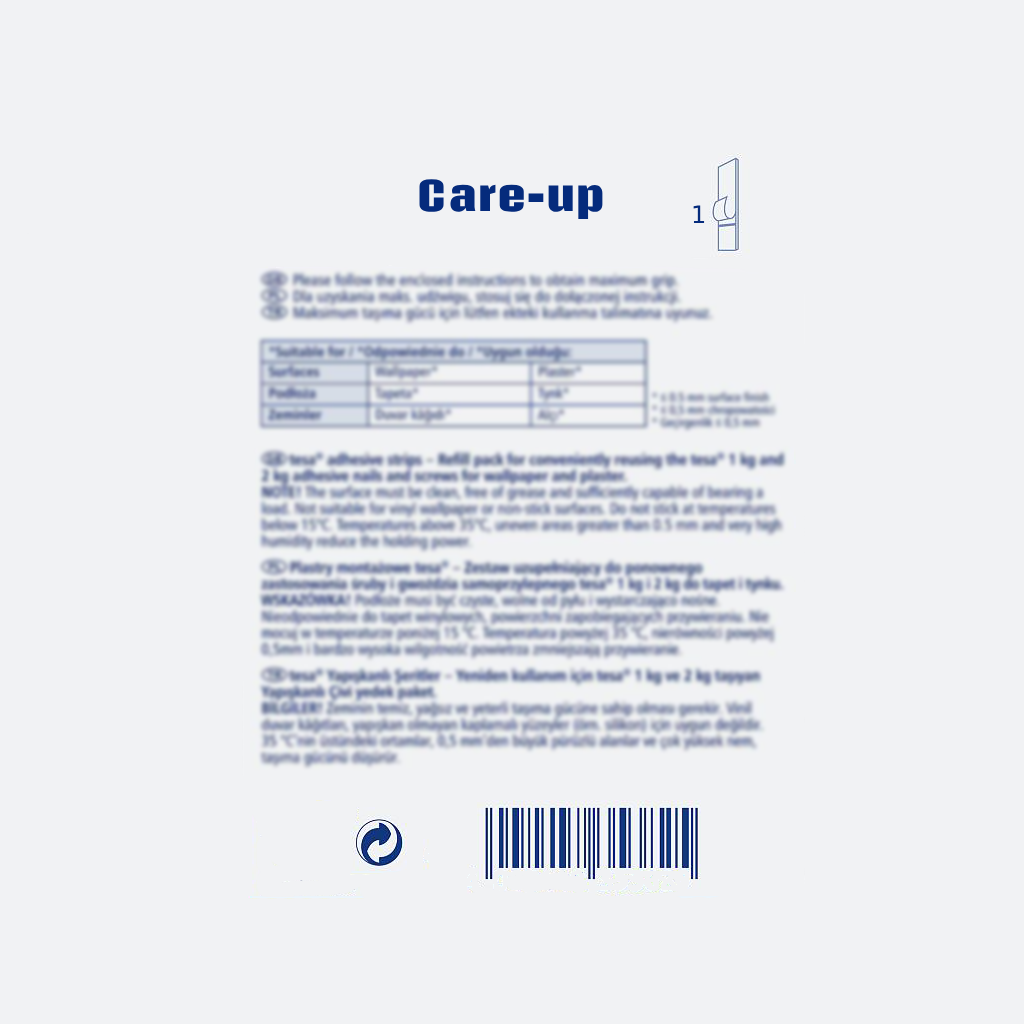 Care-up
1
Please follow the enclosed instructions to obtain maximum grip.
Dla uzyskania maks. udźwigu, stosuj się do dołączonej instrukcji.
Maksimum taşıma gücü için lütfen ekteki kullanma talimatına uyunuz.
*Suitable for / *Odpowiednie do / *Uygun olduğu:
Surfaces Wallpaper* Plaster*
Podłoża Tapeta* Tynk*
Zeminler Duvar kâğıdı* Alçı*
* ≤ 0.5 mm surface finish
* ≤ 0,5 mm chropowatości
* Geçirgenlik ≤ 0,5 mm
tesa® adhesive strips – Refill pack for conveniently reusing the tesa® 1 kg and
2 kg adhesive nails and screws for wallpaper and plaster.
NOTE! The surface must be clean, free of grease and sufficiently capable of bearing a
load. Not suitable for vinyl wallpaper or non-stick surfaces. Do not stick at temperatures
below 15°C. Temperatures above 35°C, uneven areas greater than 0.5 mm and very high
humidity reduce the holding power.
Plastry montażowe tesa® – Zestaw uzupełniający do ponownego
zastosowania śruby i gwoździa samoprzylepnego tesa® 1 kg i 2 kg do tapet i tynku.
WSKAZÓWKA! Podłoże musi być czyste, wolne od pyłu i wystarczająco nośne.
Nieodpowiednie do tapet winylowych, powierzchni zapobiegających przywieraniu. Nie
mocuj w temperaturze poniżej 15 °C. Temperatura powyżej 35 °C, nierówności powyżej
0,5mm i bardzo wysoka wilgotność powietrza zmniejszają przywieranie.
tesa® Yapışkanlı Şeritler – Yeniden kullanım için tesa® 1 kg ve 2 kg taşıyan
Yapışkanlı Çivi yedek paket.
BİLGİLER! Zeminin temiz, yağsız ve yeterli taşıma gücüne sahip olması gerekir. Vinil
duvar kâğıtları, yapışkan olmayan kaplamalı yüzeyler (örn. silikon) için uygun değildir.
35 °C'nin üstündeki ortamlar, 0,5 mm'den büyük pürüzlü alanlar ve çok yüksek nem,
taşıma gücünü düşürür.